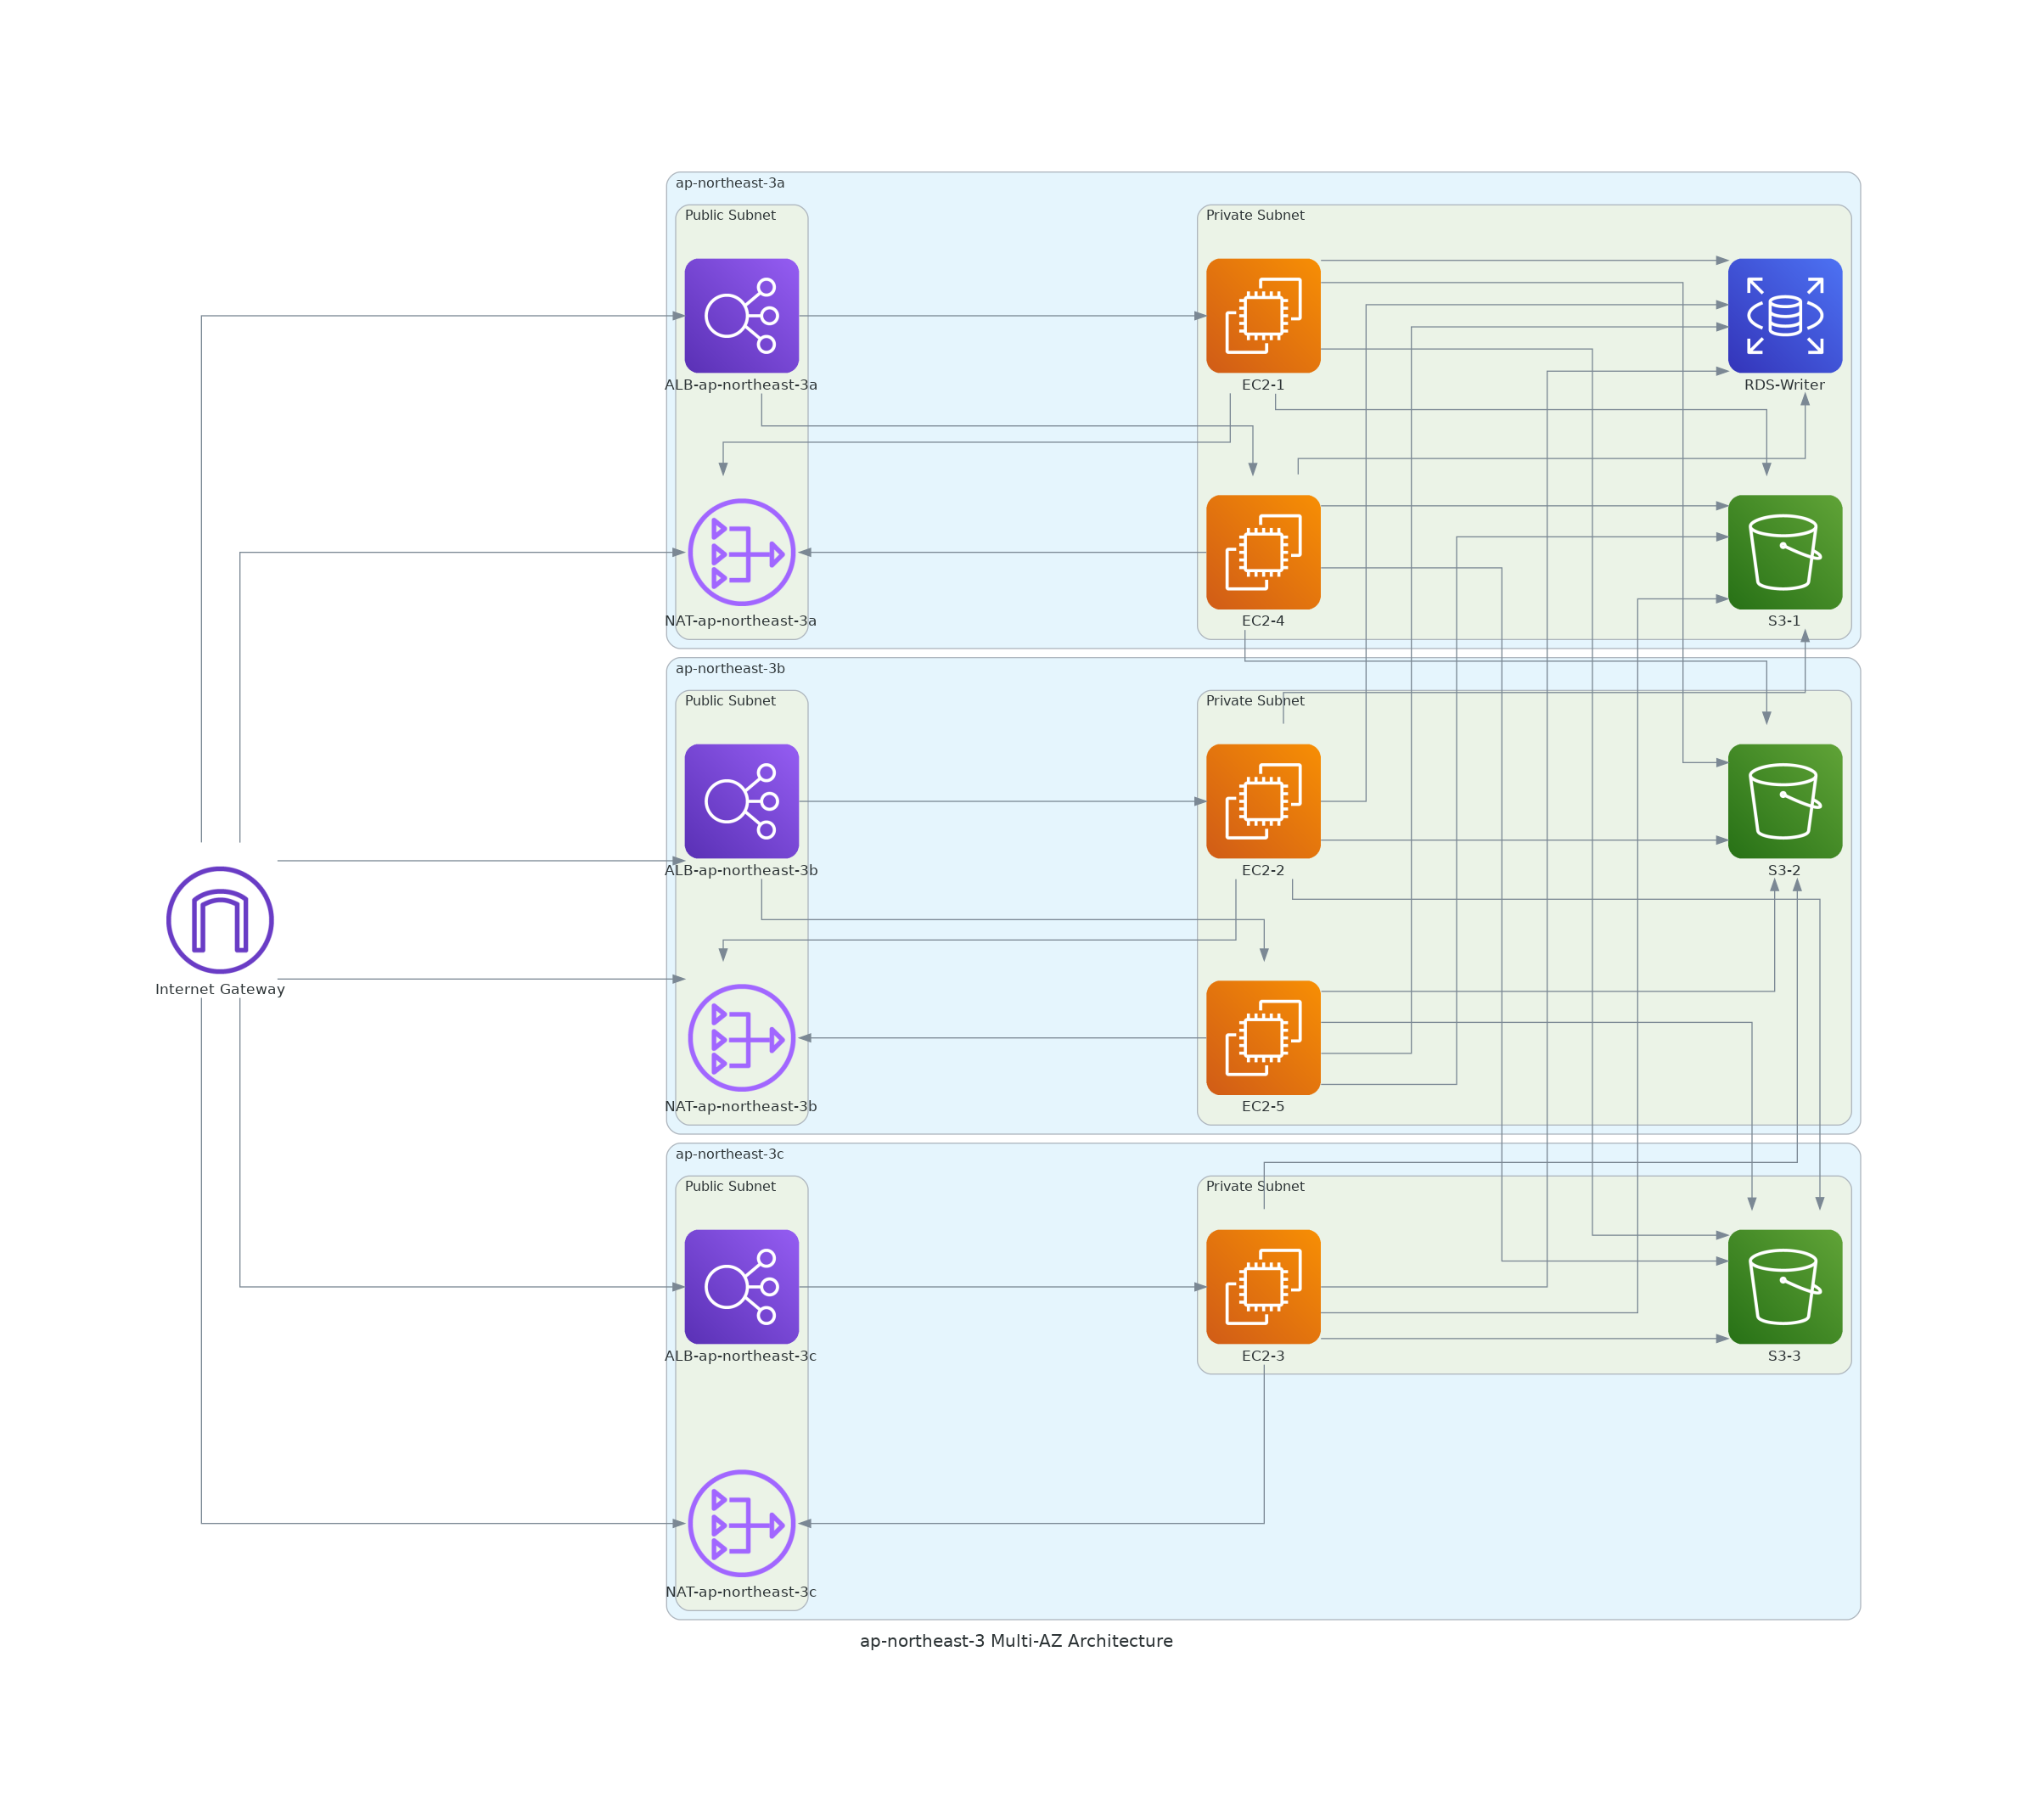 ap-northeast-3a
Public Subnet
Private Subnet
ALB-ap-northeast-3a
EC2-1
RDS-Writer
NAT-ap-northeast-3a
EC2-4
S3-1
ap-northeast-3b
Public Subnet
Private Subnet
ALB-ap-northeast-3b
EC2-2
S3-2
Internet Gateway
NAT-ap-northeast-3b
EC2-5
ap-northeast-3c
Public Subnet
Private Subnet
ALB-ap-northeast-3c
EC2-3
S3-3
NAT-ap-northeast-3c
ap-northeast-3 Multi-AZ Architecture